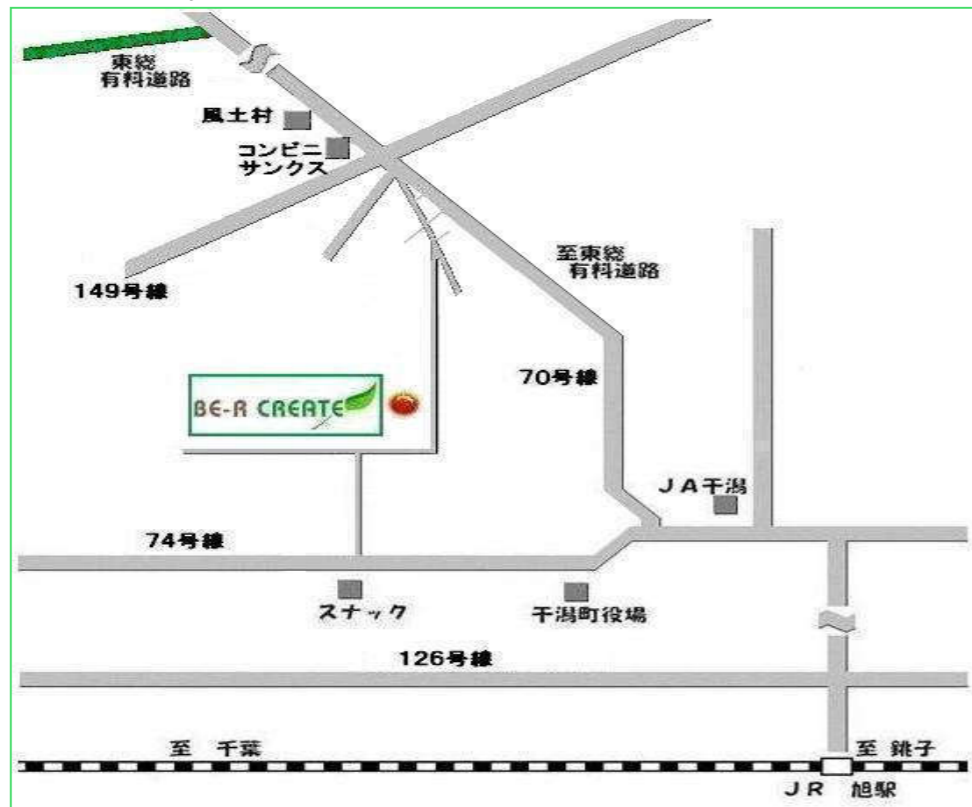 東総
有料道路
風土村
コンビニ
サンクス
149号線
至東総
有料道路
70号線
BE-R CREATE
JA干潟
74号線
スナック
干潟町役場
126号線
至 千葉
至 銚子
JR 旭駅